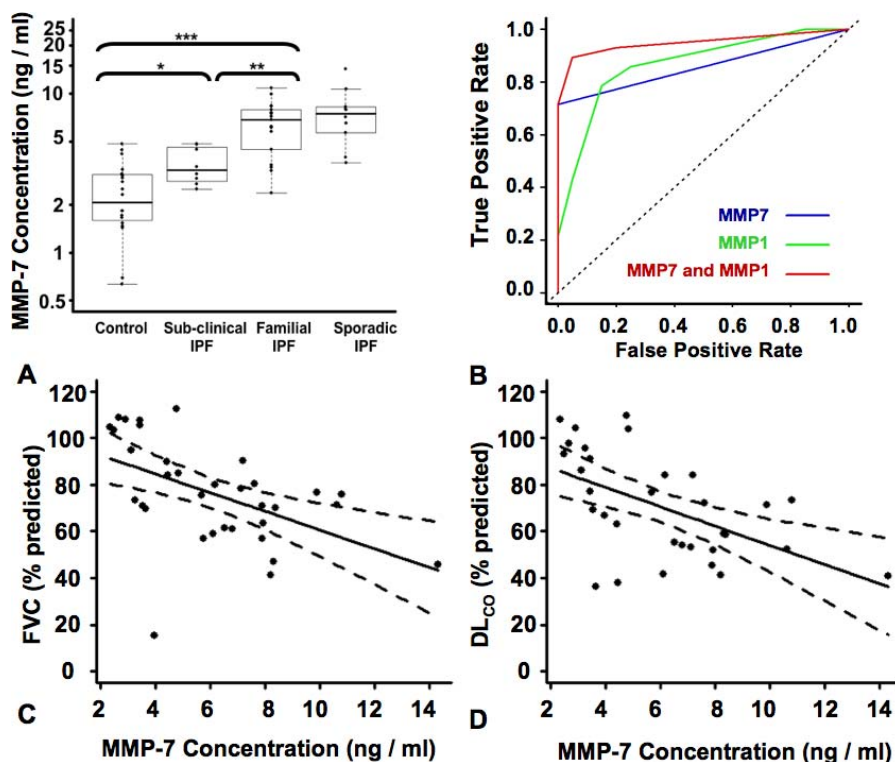 MMP-7 Concentration (ng / ml)
25
20
15
10
5
2
1
0.5
***
*
**
Control
Sub-clinical IPF
Familial IPF
Sporadic IPF
A
True Positive Rate
1.0
0.8
0.6
0.4
0.2
0.0
MMP7
MMP1
MMP7 and MMP1
0.0 0.2 0.4 0.6 0.8 1.0
False Positive Rate
B
FVC (% predicted)
120
100
80
60
40
20
0
2 4 6 8 10 12 14
C
MMP-7 Concentration (ng / ml)
DLCO (% predicted)
120
100
80
60
40
20
0
2 4 6 8 10 12 14
D
MMP-7 Concentration (ng / ml)